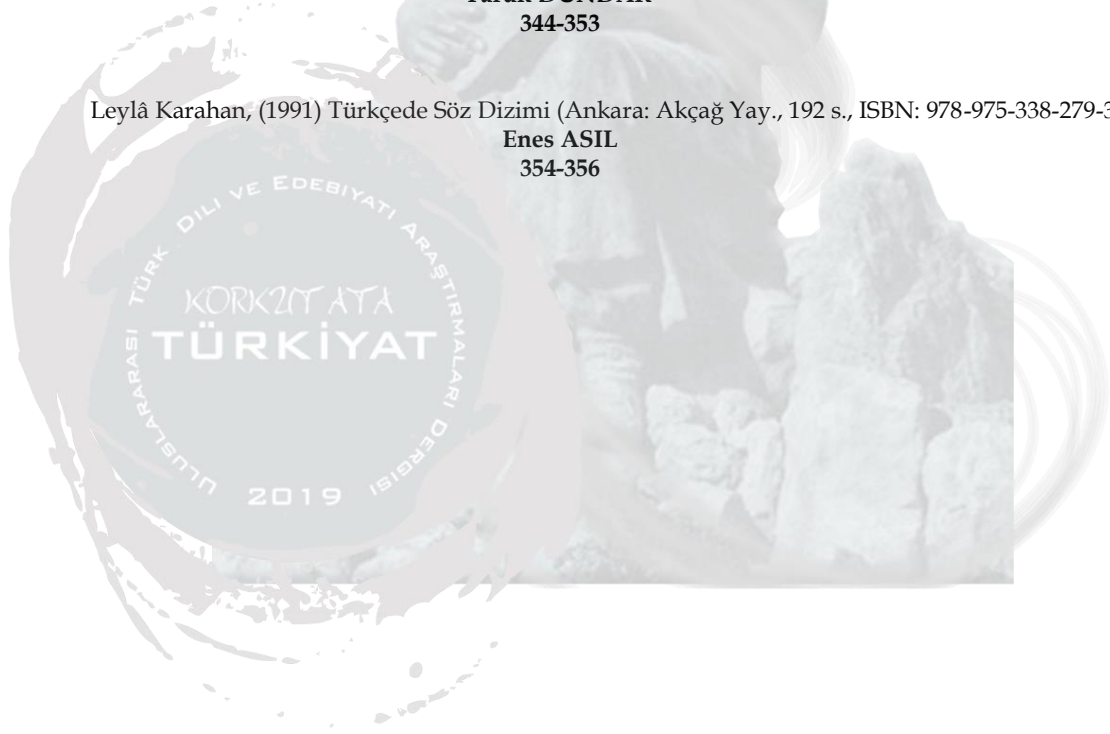 344-353
Leylâ Karahan, (1991) Türkçede Söz Dizimi (Ankara: Akçağ Yay., 192 s., ISBN: 978-975-338-279-3
Enes ASIL
354-356
ULUSLARARASI TÜRK DİLİ VE EDEBİYATI ARAŞTIRMALARI DERGİSİ
KORKUT ATA
TÜRKİYAT
2019